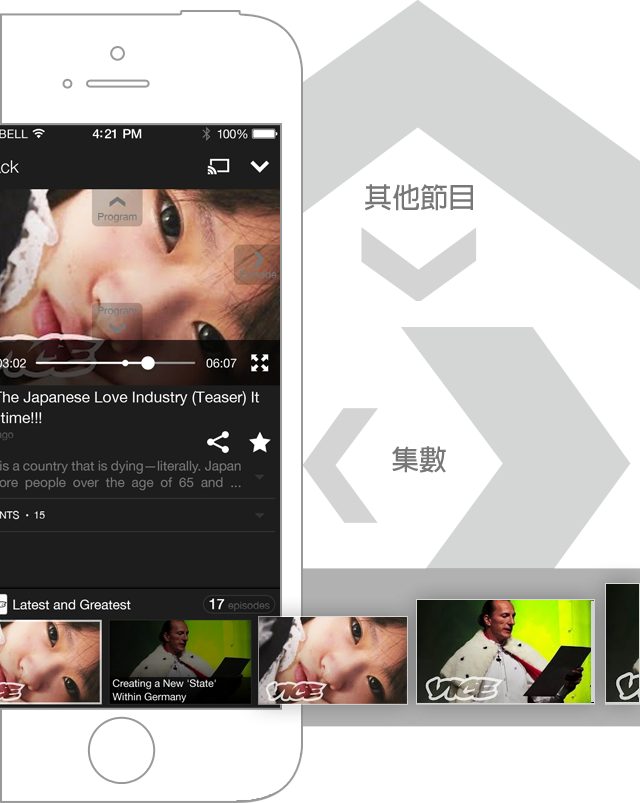 BELL 4:21 PM 100%
ck
Program
Episode
Program
03:02 06:07
VICE
The Japanese Love Industry (Teaser) It
time!!!
ago
is a country that is dying—literally. Japan
ore people over the age of 65 and ...
NTS • 15
Latest and Greatest 17 episodes
Creating a New 'State'
Within Germany
VICE
VICE
其他節目
集數